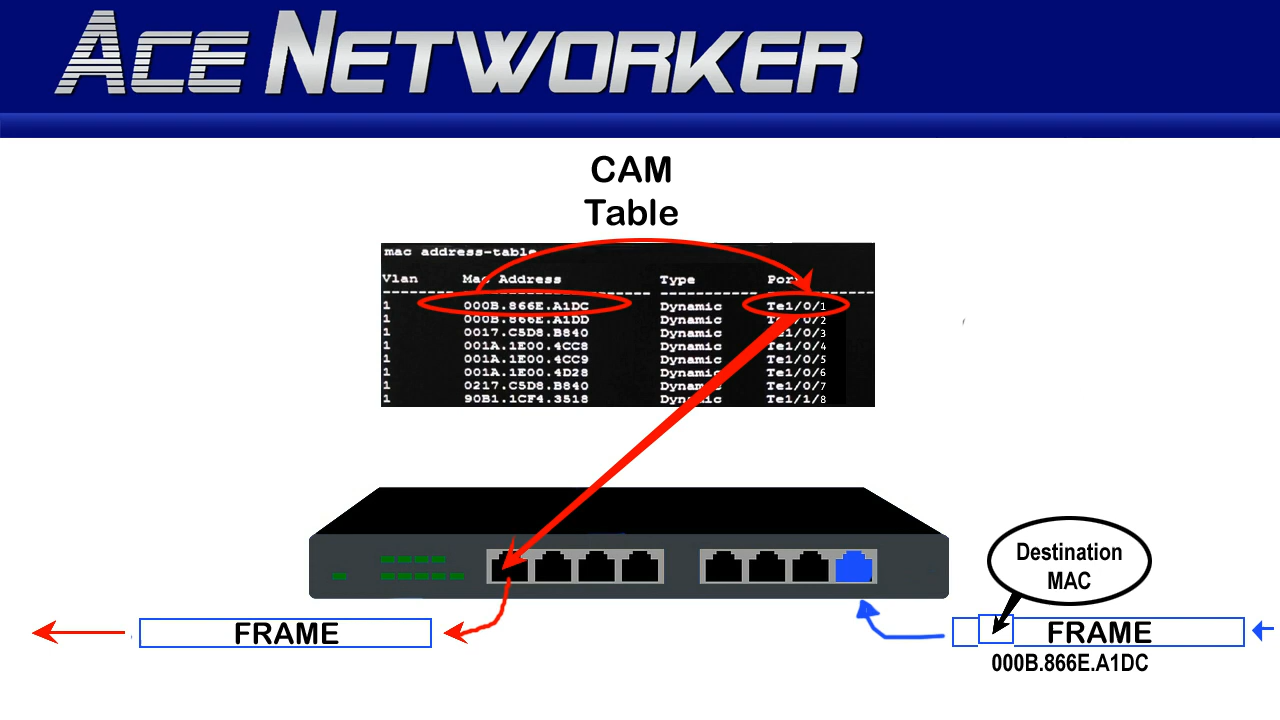 ACE NETWORKER
CAM
Table
mac address-table
Vlan Mac Address Type Port
1 000B.866E.A1DC Dynamic Te1/0/1
1 000B.866E.A1DD Dynamic Te1/0/2
1 0017.C5D8.B840 Dynamic Te1/0/3
1 001A.1E00.4CC8 Dynamic Te1/0/4
1 001A.1E00.4CC9 Dynamic Te1/0/5
1 001A.1E00.4D28 Dynamic Te1/0/6
1 0217.C5D8.B840 Dynamic Te1/0/7
1 90B1.1CF4.3518 Dynamic Te1/1/8
Destination
MAC
FRAME
FRAME
000B.866E.A1DC